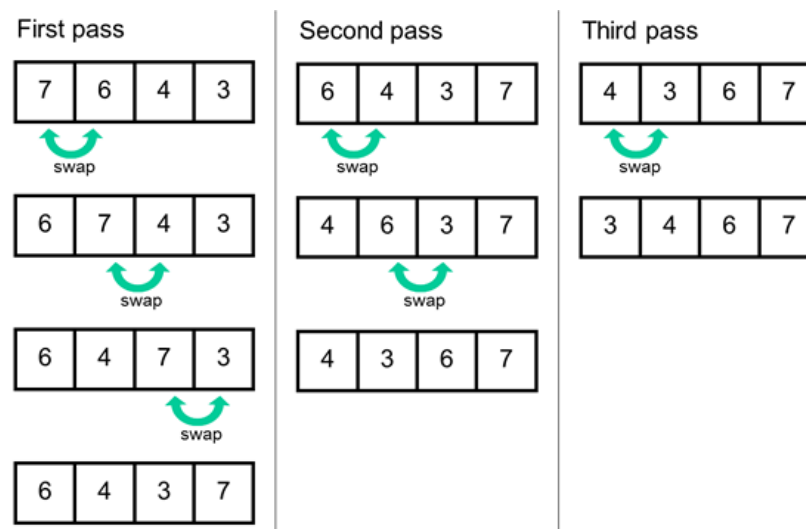 First pass
7 6 4 3
swap
6 7 4 3
swap
6 4 7 3
swap
6 4 3 7
Second pass
6 4 3 7
swap
4 6 3 7
swap
4 3 6 7
Third pass
4 3 6 7
swap
3 4 6 7